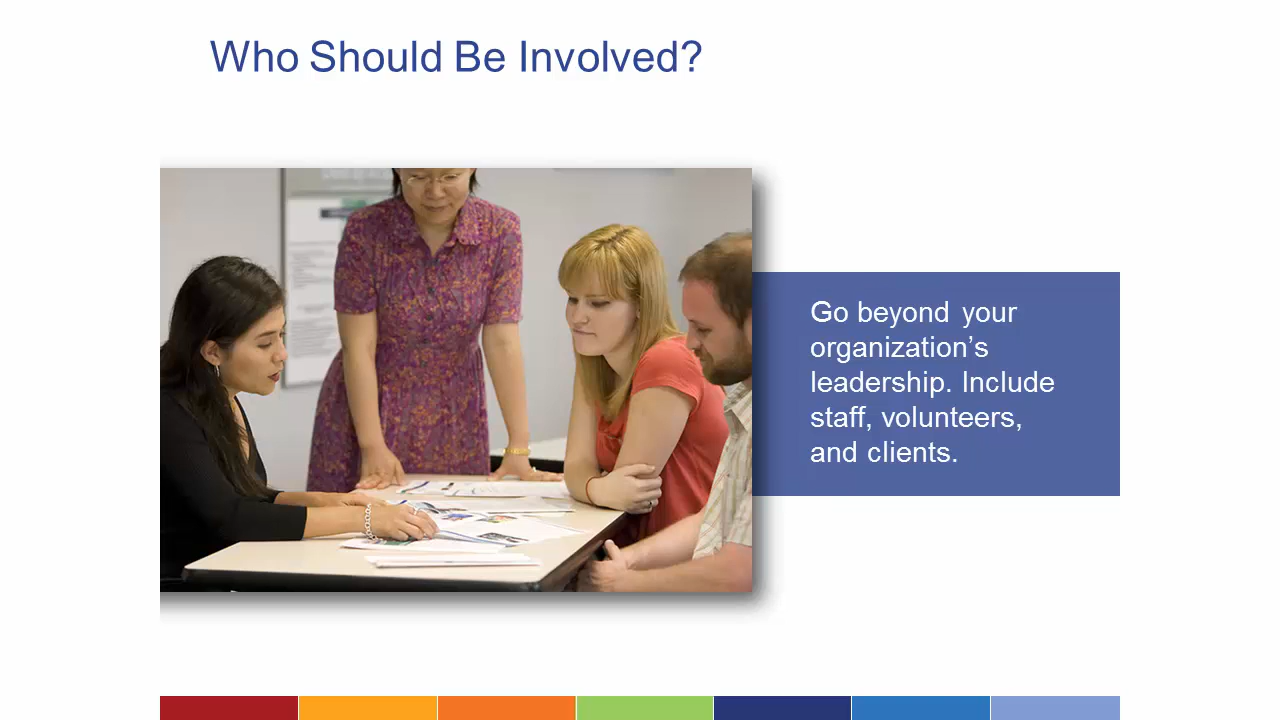 Who Should Be Involved?
Go beyond your
organization’s
leadership. Include
staff, volunteers,
and clients.